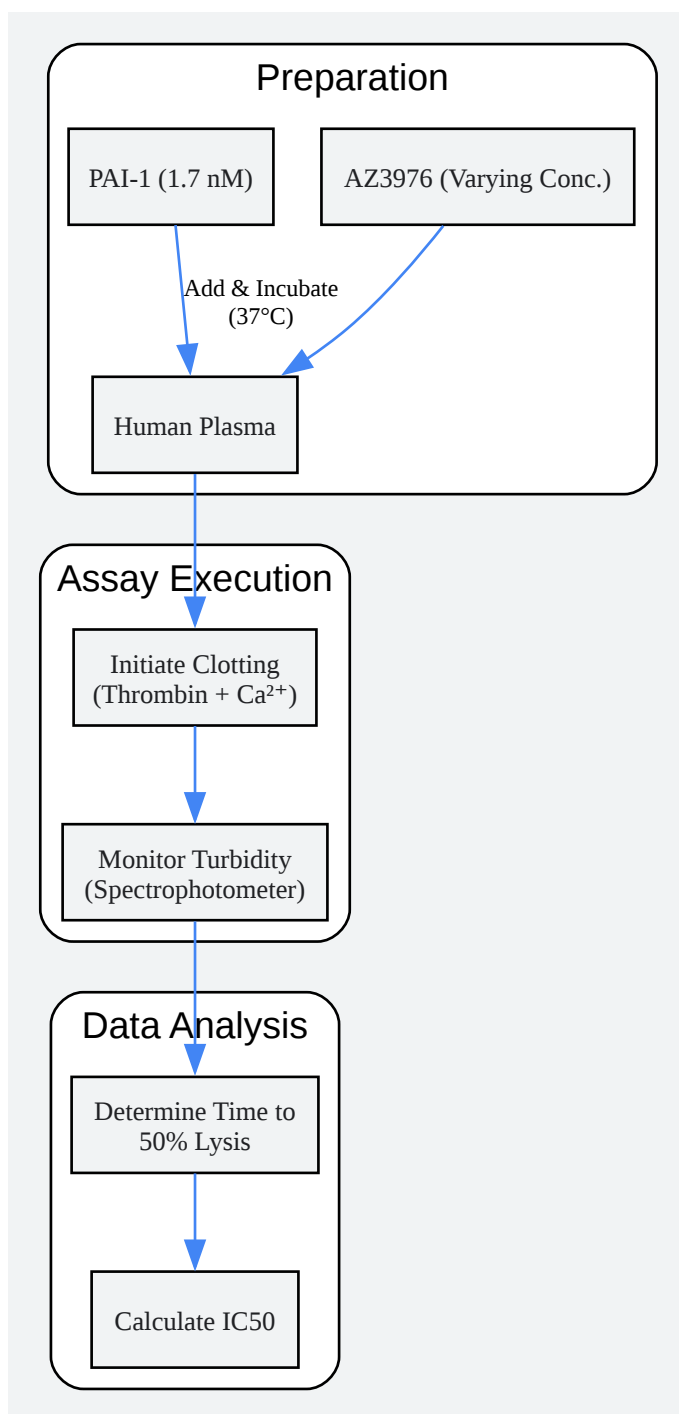 Preparation
PAI-1 (1.7 nM)
AZ3976 (Varying Conc.)
Add & Incubate
(37°C)
Human Plasma
Assay Execution
Initiate Clotting
(Thrombin + Ca²⁺)
Monitor Turbidity
(Spectrophotometer)
Data Analysis
Determine Time to
50% Lysis
Calculate IC50